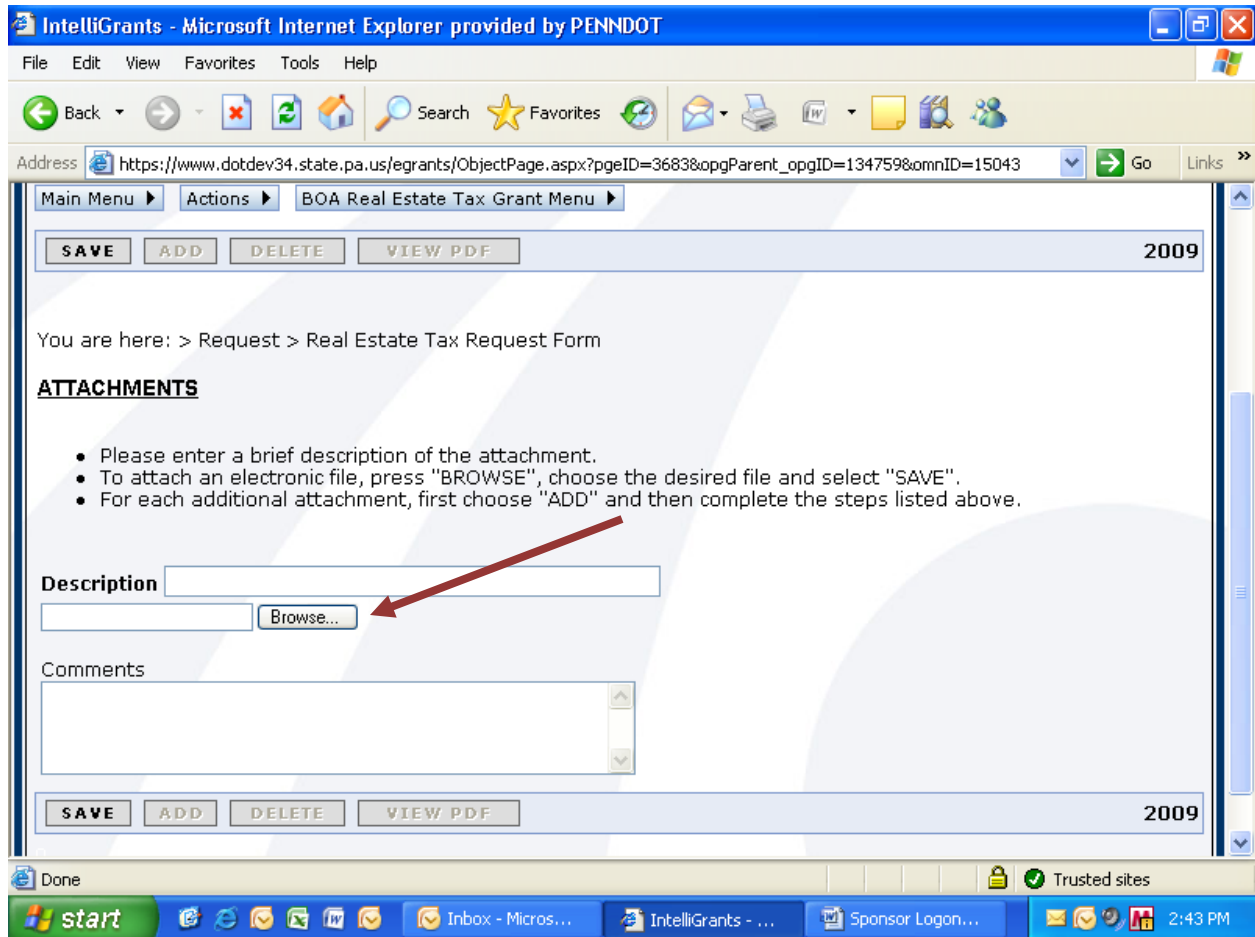 IntelliGrants - Microsoft Internet Explorer provided by PENNDOT
File Edit View Favorites Tools Help
Back Search Favorites
Address https://www.dotdev34.state.pa.us/egrants/ObjectPage.aspx?pgeID=3683&opgParent_opgID=134759&omnID=15043 Go Links »
Main Menu Actions BOA Real Estate Tax Grant Menu
SAVE ADD DELETE VIEW PDF 2009
You are here: > Request > Real Estate Tax Request Form
ATTACHMENTS
• Please enter a brief description of the attachment.
• To attach an electronic file, press "BROWSE", choose the desired file and select "SAVE".
• For each additional attachment, first choose "ADD" and then complete the steps listed above.
Description
Browse...
Comments
SAVE ADD DELETE VIEW PDF 2009
Done Trusted sites
start Inbox - Micros... IntelliGrants - ... Sponsor Logon... 2:43 PM